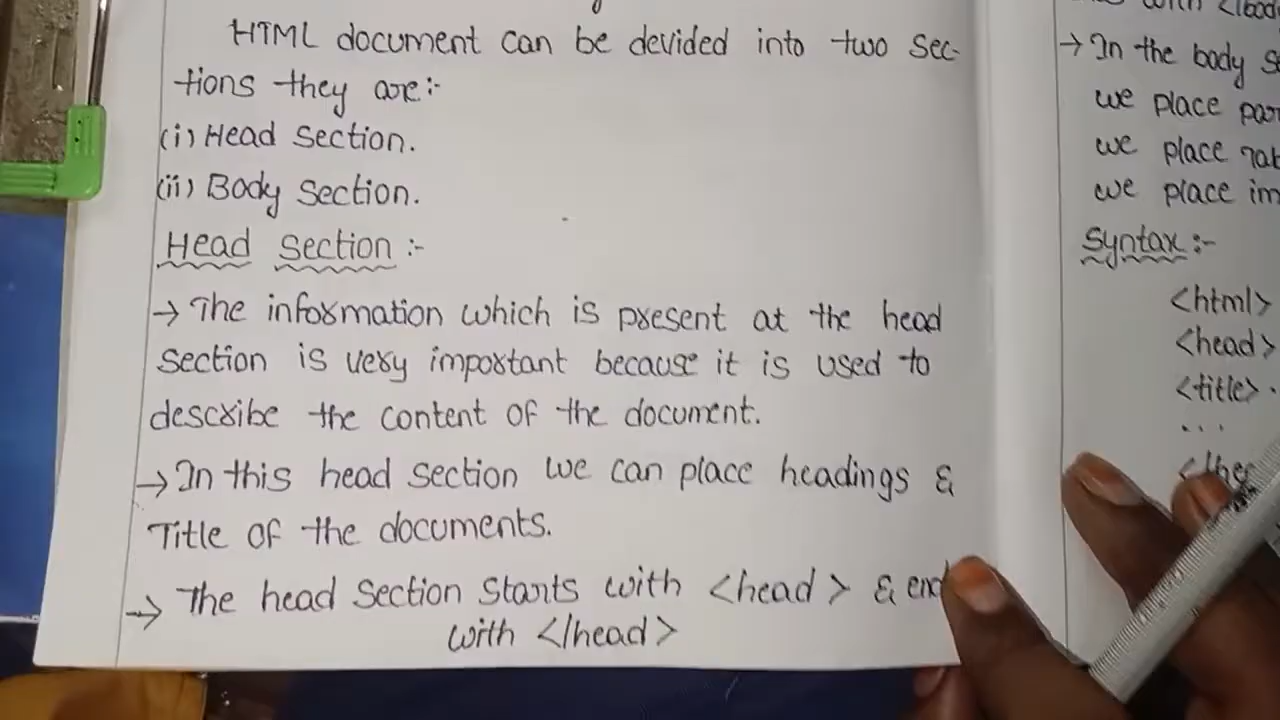 HTML document can be devided into two sec-
tions they are:-
(i) Head Section.
(ii) Body Section.
Head Section :-
→ The information which is present at the head
section is very important because it is used to
describe the content of the document.
→ In this head section we can place headings &
Title of the documents.
→ The head Section Starts with <head> & end
with </head>
with </bod
→ In the body
we place
we place
we place
Syntax :-
<html>
<head>
<title>
...
</he